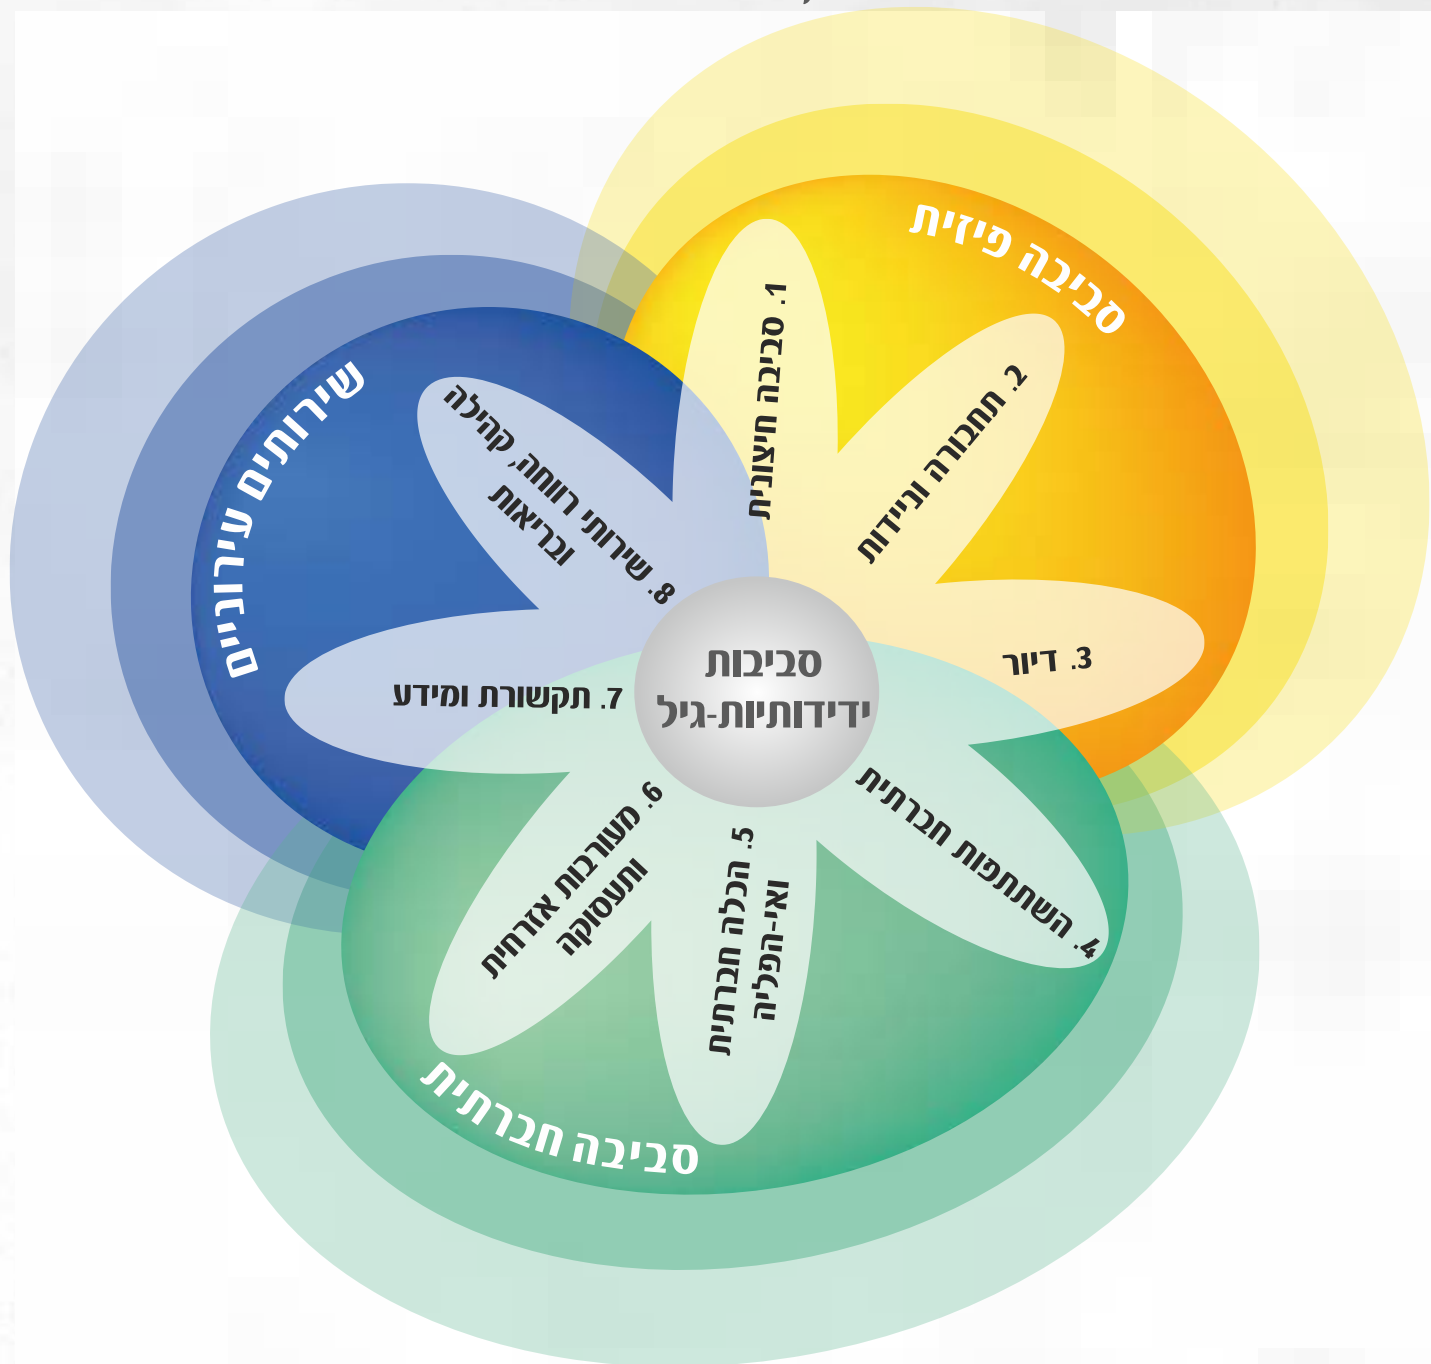 סביבה פיזית
1. סביבה חיצונית
2. תחבורה וניידות
3. דיור
סביבות
ידידותיות-גיל
4. השתתפות חברתית
5. הכלה חברתית
ואי-הפליה
6. מעורבות אזרחית
ותעסוקה
סביבה חברתית
7. תקשורת ומידע
8. שירותי רווחה, קהילה
ובריאות
שירותים עירוניים